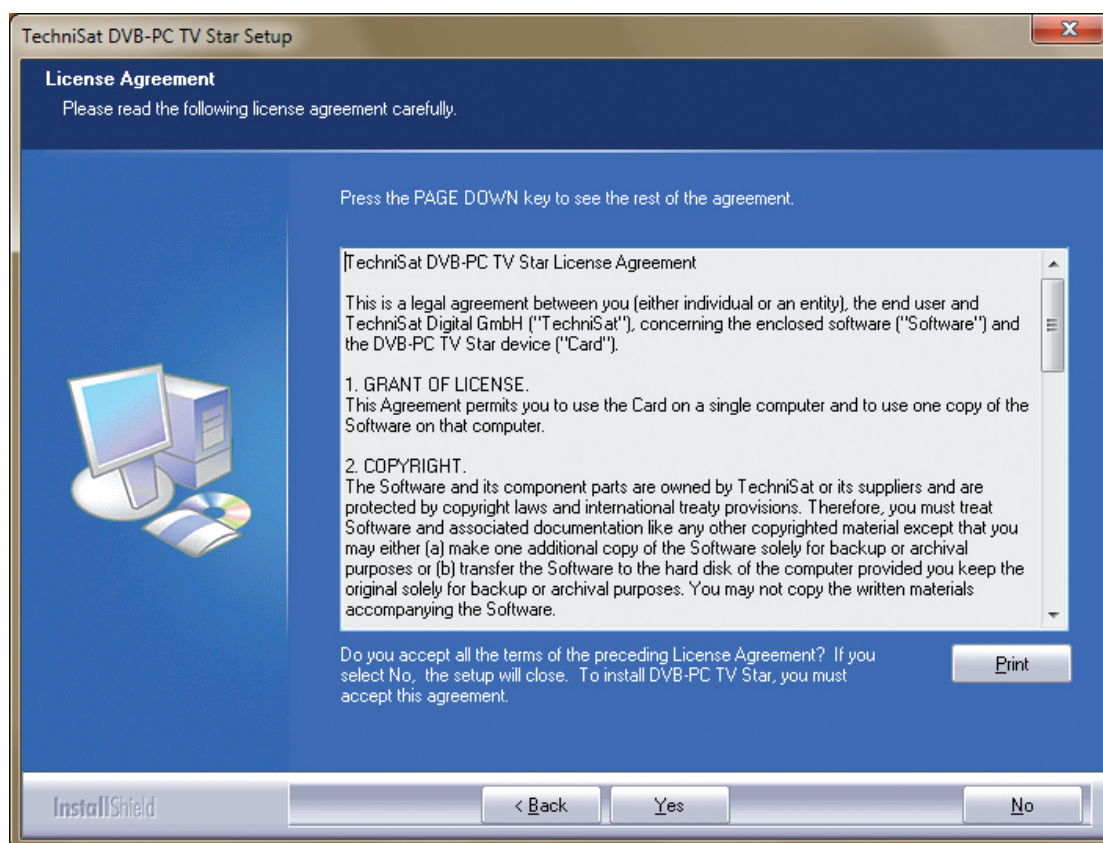 TechniSat DVB-PC TV Star Setup
License Agreement
Please read the following license agreement carefully.
Press the PAGE DOWN key to see the rest of the agreement.
TechniSat DVB-PC TV Star License Agreement
This is a legal agreement between you (either individual or an entity), the end user and
TechniSat Digital GmbH ("TechniSat"), concerning the enclosed software ("Software") and
the DVB-PC TV Star device ("Card").
1. GRANT OF LICENSE.
This Agreement permits you to use the Card on a single computer and to use one copy of the
Software on that computer.
2. COPYRIGHT.
The Software and its component parts are owned by TechniSat or its suppliers and are
protected by copyright laws and international treaty provisions. Therefore, you must treat
Software and associated documentation like any other copyrighted material except that you
may either (a) make one additional copy of the Software solely for backup or archival
purposes or (b) transfer the Software to the hard disk of the computer provided you keep the
original solely for backup or archival purposes. You may not copy the written materials
accompanying the Software.
Do you accept all the terms of the preceding License Agreement? If you
select No, the setup will close. To install DVB-PC TV Star, you must
accept this agreement.
Print
InstallShield
< Back
Yes
No